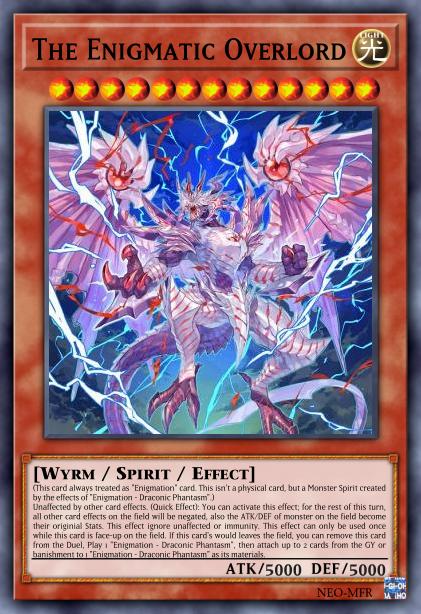 THE ENIGMATIC OVERLORD
LIGHT
光
[WYRM / SPIRIT / EFFECT]
(This card always treated as "Enigmation" card. This isn't a physical card, but a Monster Spirit created
by the effects of "Enigmation - Draconic Phantasm".)
Unaffected by other card effects. (Quick Effect): You can activate this effect; for the rest of this turn,
all other card effects on the field will be negated, also the ATK/DEF of monster on the field become
their originial Stats. This effect ignore unaffected or immunity. This effect can only be used once
while this card is face-up on the field. If this card's would leaves the field, you can remove this card
from the Duel, Play 1 "Enigmation - Draconic Phantasm", then attach up to 2 cards from the GY or
banishment to 1 "Enigmation - Draconic Phantasm" as its materials.
ATK/5000 DEF/5000
NEO-MFR